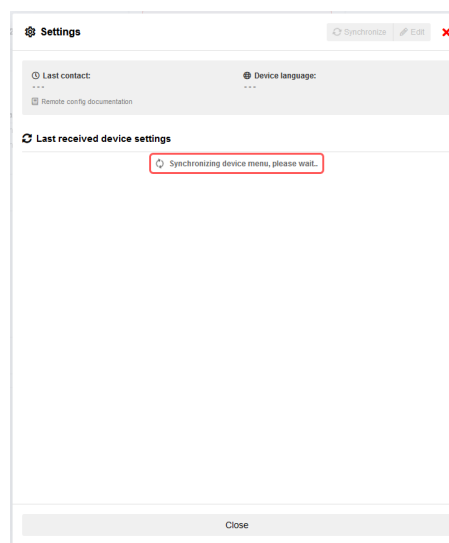 Settings
Synchronize
Edit
Last contact:
Device language:
---
---
Remote config documentation
Last received device settings
Synchronizing device menu, please wait..
Close